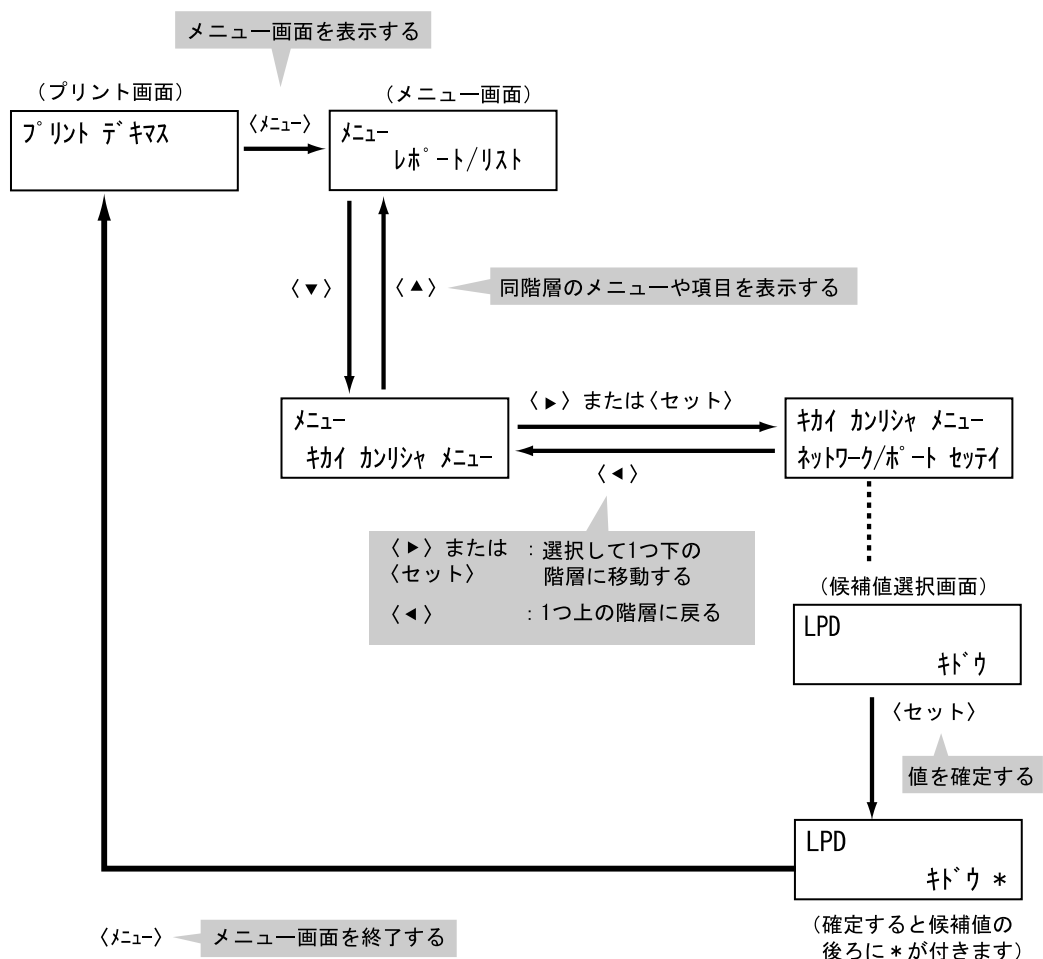 メニュー画面を表示する
（プリント画面）
（メニュー画面）
プリント デキマス
〈メニュー〉
メニュー
レポート/リスト
〈▼〉
〈▲〉
同階層のメニューや項目を表示する
メニュー
キカイ カンリシャ メニュー
〈▶〉または〈セット〉
キカイ カンリシャ メニュー
ネットワーク/ポート セッテイ
〈◀〉
〈▶〉または ：選択して1つ下の
〈セット〉 階層に移動する
〈◀〉 ：1つ上の階層に戻る
（候補値選択画面）
LPD
キドウ
〈セット〉
値を確定する
LPD
キドウ *
（確定すると候補値の
後ろに*が付きます）
〈メニュー〉
メニュー画面を終了する